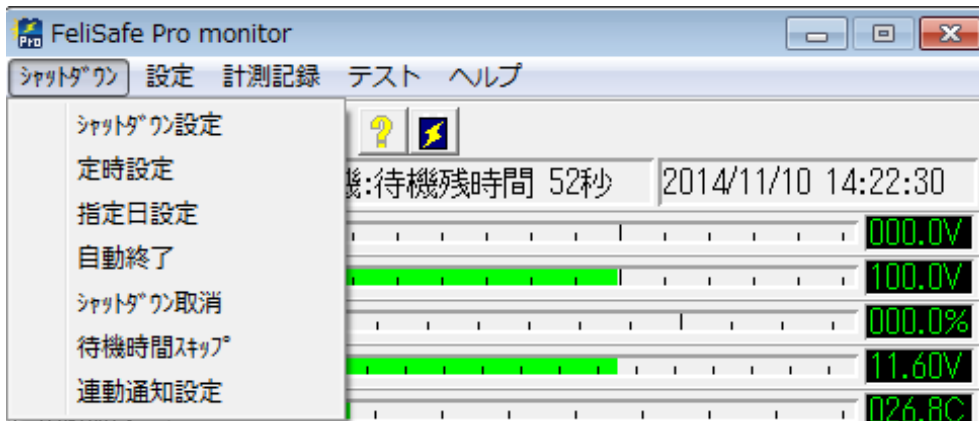 FeliSafe Pro monitor
ｼｬｯﾄﾀﾞｳﾝ 設定 計測記録 テスト ヘルプ
ｼｬｯﾄﾀﾞｳﾝ設定
定時設定
指定日設定
自動終了
ｼｬｯﾄﾀﾞｳﾝ取消
待機時間ｽｷｯﾌﾟ
連動通知設定
機:待機残時間 52秒 2014/11/10 14:22:30
000.0V
100.0V
000.0%
11.60V
026.8C